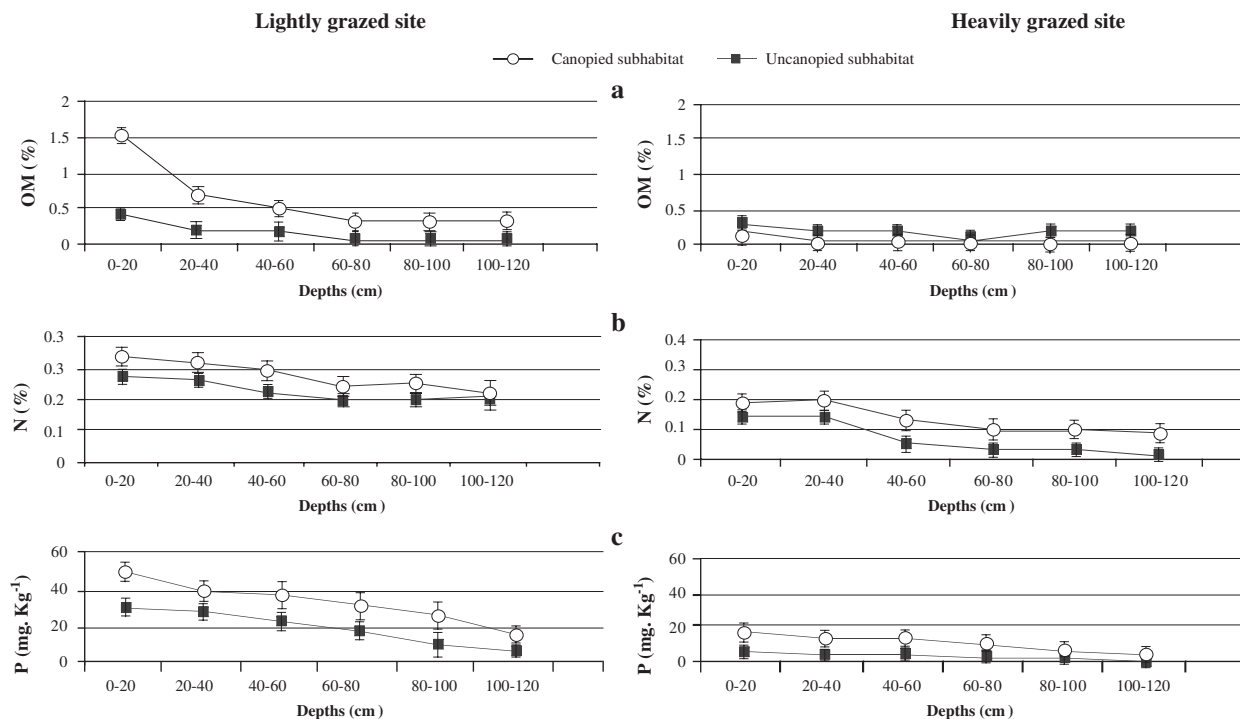 Lightly grazed site
Heavily grazed site
Canopied subhabitat
Uncanopied subhabitat
a
OM (%)
2
1.5
1
0.5
0
0-20 20-40 40-60 60-80 80-100 100-120
Depths (cm)
OM (%)
2
1.5
1
0.5
0
0-20 20-40 40-60 60-80 80-100 100-120
Depths (cm)
b
N (%)
0.3
0.3
0.2
0.1
0
0-20 20-40 40-60 60-80 80-100 100-120
Depths (cm)
N (%)
0.4
0.3
0.2
0.1
0
0-20 20-40 40-60 60-80 80-100 100-120
Depths (cm)
c
P (mg. Kg⁻¹)
60
40
20
0
0-20 20-40 40-60 60-80 80-100 100-120
Depths (cm)
P (mg. Kg⁻¹)
60
40
20
0
0-20 20-40 40-60 60-80 80-100 100-120
Depths (cm)